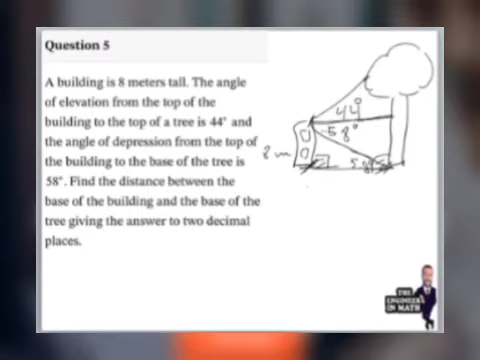 Question 5
A building is 8 meters tall. The angle
of elevation from the top of the
building to the top of a tree is 44° and
the angle of depression from the top of
the building to the base of the tree is
58°. Find the distance between the
base of the building and the base of the
tree giving the answer to two decimal
places.
44°
58°
8 m
58°
THE
ENGINEER
IN MATH